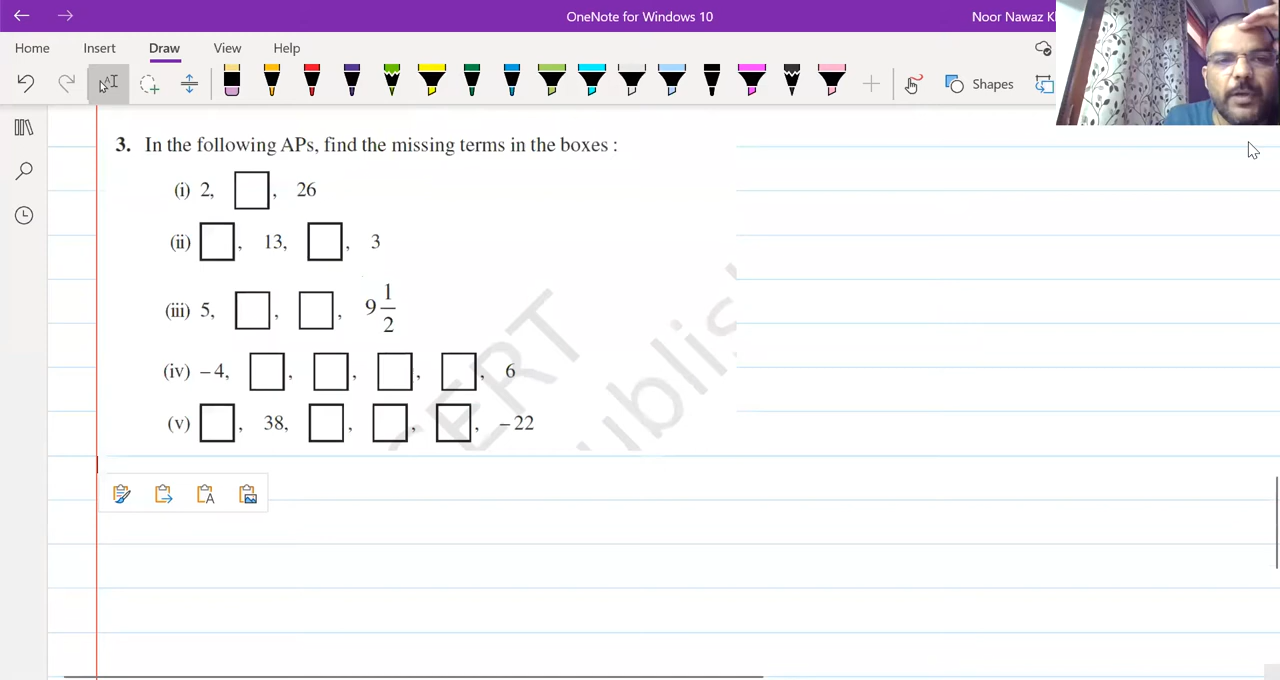 OneNote for Windows 10
Noor Nawaz
Home Insert Draw View Help
Shapes
3. In the following APs, find the missing terms in the boxes :
(i) 2, □, 26
(ii) □, 13, □, 3
(iii) 5, □, □, 9 1/2
(iv) – 4, □, □, □, □, 6
(v) □, 38, □, □, □, – 22